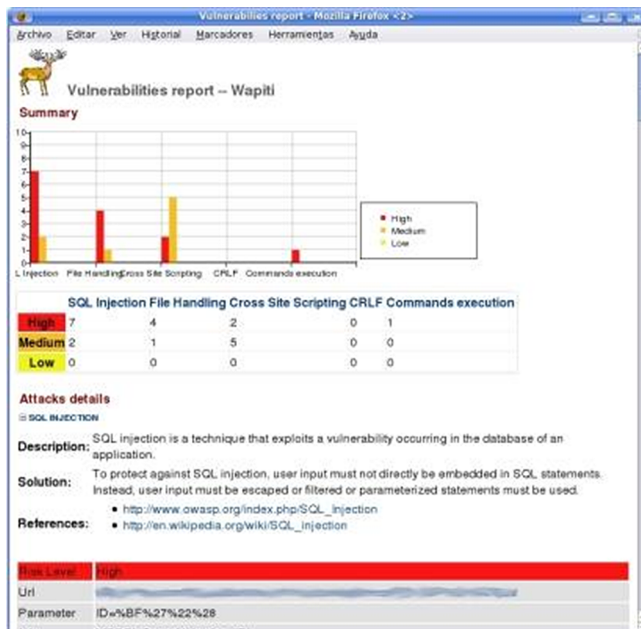 Vulnerabilies report - Mozilla Firefox <2>
Archivo Editar Ver Historial Marcadores Herramientas Ayuda
Vulnerabilities report -- Wapiti
Summary
10
9
8
7
6
5
4
3
2
1
0
L Injection File Handling Cross Site Scripting CRLF Commands execution
High
Medium
Low
SQL Injection File Handling Cross Site Scripting CRLF Commands execution
High 7 4 2 0 1
Medium 2 1 5 0 0
Low 0 0 0 0 0
Attacks details
SQL INJECTION
Description: SQL injection is a technique that exploits a vulnerability occurring in the database of an
application.
Solution: To protect against SQL injection, user input must not directly be embedded in SQL statements.
Instead, user input must be escaped or filtered or parameterized statements must be used.
References:
• http://www.owasp.org/index.php/SQL_Injection
• http://en.wikipedia.org/wiki/SQL_injection
Risk Level High
Url
Parameter ID=%BF%27%22%28